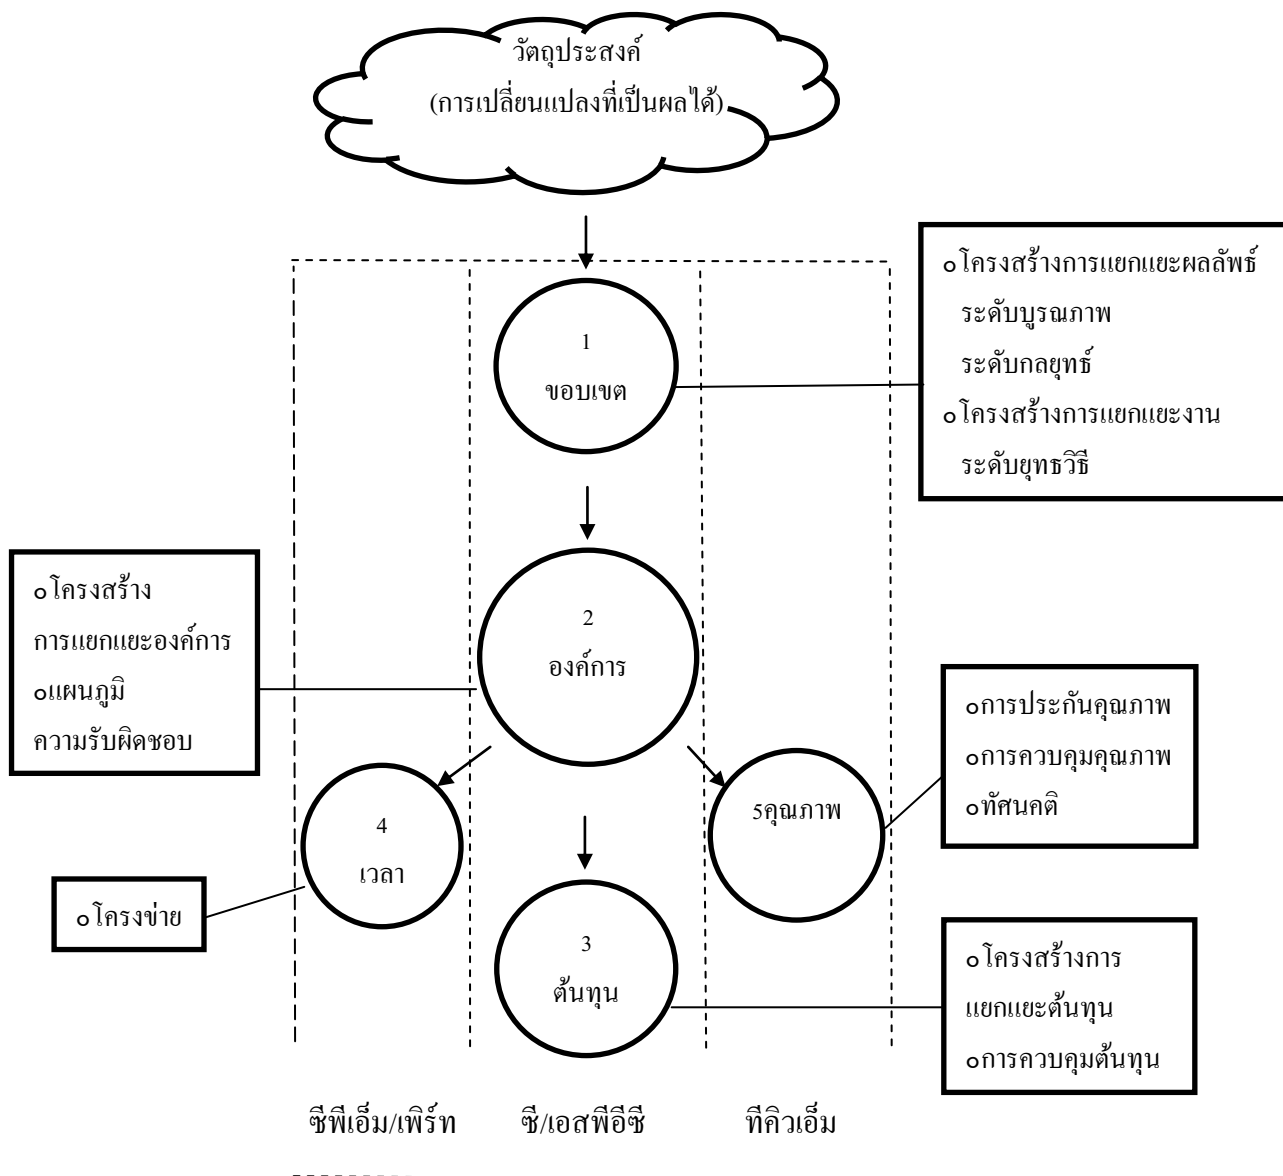 วัตถุประสงค์
(การเปลี่ยนแปลงที่เป็นผลได้)
1
ขอบเขต
๐โครงสร้างการแยกแยะผลลัพธ์
ระดับบูรณภาพ
ระดับกลยุทธ์
๐โครงสร้างการแยกแยะงาน
ระดับยุทธวิธี
๐โครงสร้าง
การแยกแยะองค์การ
๐แผนภูมิ
ความรับผิดชอบ
2
องค์การ
๐การประกันคุณภาพ
๐การควบคุมคุณภาพ
๐ทัศนคติ
4
เวลา
5คุณภาพ
๐โครงข่าย
3
ต้นทุน
๐โครงสร้างการ
แยกแยะต้นทุน
๐การควบคุมต้นทุน
ซีพีเอ็ม/เพิร์ท
ซี/เอสพีอีซี
ทีคิวเอ็ม